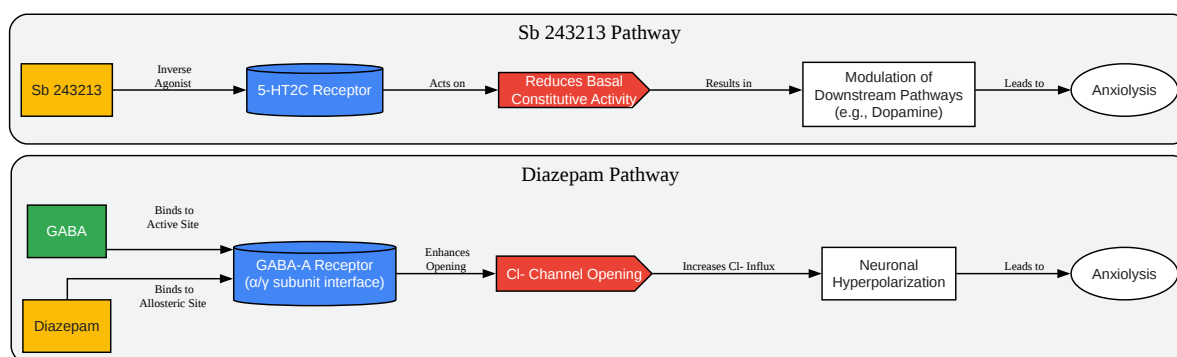 Sb 243213 Pathway
Sb 243213
Inverse
Agonist
5-HT2C Receptor
Acts on
Reduces Basal
Constitutive Activity
Results in
Modulation of
Downstream Pathways
(e.g., Dopamine)
Leads to
Anxiolysis
Diazepam Pathway
GABA
Binds to
Active Site
Diazepam
Binds to
Allosteric Site
GABA-A Receptor
(α/γ subunit interface)
Enhances
Opening
Cl- Channel Opening
Increases Cl- Influx
Neuronal
Hyperpolarization
Leads to
Anxiolysis